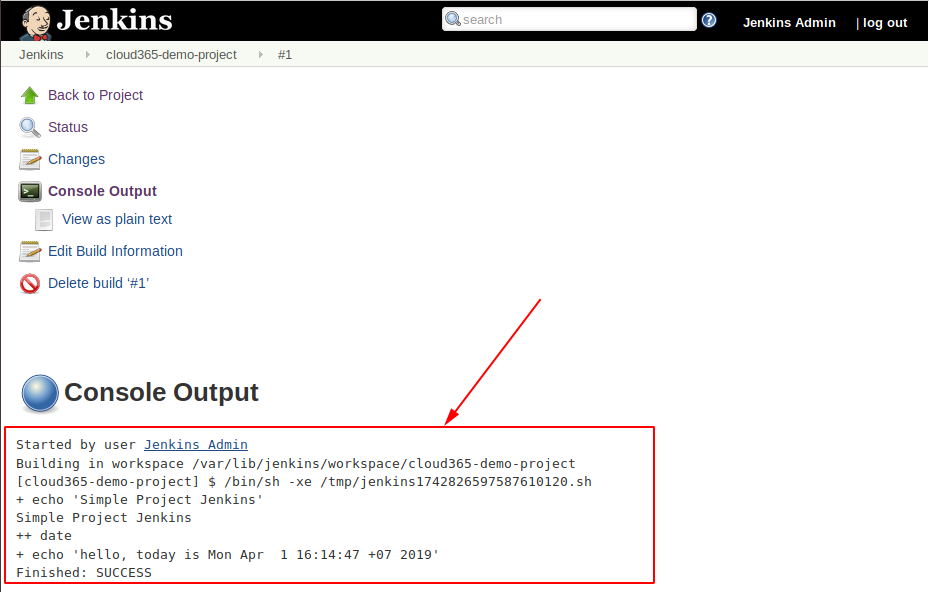 Jenkins
search
Jenkins Admin
| log out
Jenkins
cloud365-demo-project
#1
Back to Project
Status
Changes
Console Output
View as plain text
Edit Build Information
Delete build ‘#1’
Console Output
Started by user Jenkins Admin
Building in workspace /var/lib/jenkins/workspace/cloud365-demo-project
[cloud365-demo-project] $ /bin/sh -xe /tmp/jenkins1742826597587610120.sh
+ echo 'Simple Project Jenkins'
Simple Project Jenkins
++ date
+ echo 'hello, today is Mon Apr  1 16:14:47 +07 2019'
Finished: SUCCESS